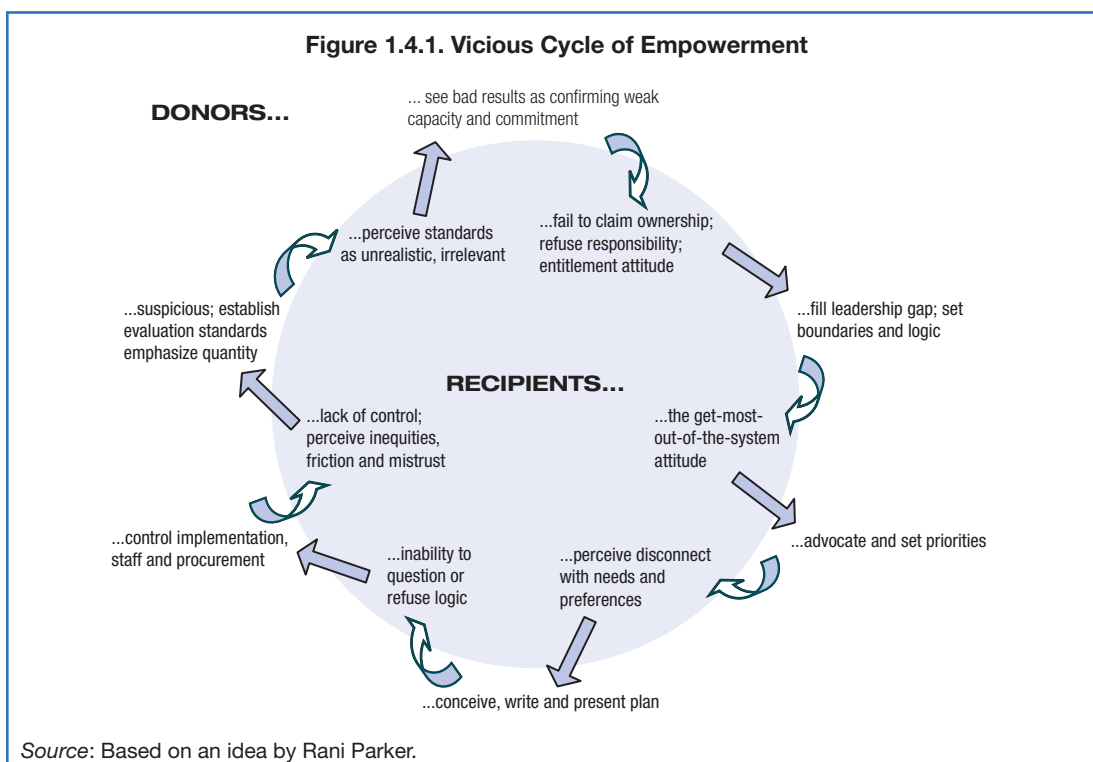 Figure 1.4.1. Vicious Cycle of Empowerment
DONORS...
... see bad results as confirming weak
capacity and commitment
...fail to claim ownership;
refuse responsibility;
entitlement attitude
...fill leadership gap; set
boundaries and logic
...the get-most-
out-of-the-system
attitude
...advocate and set priorities
...perceive disconnect
with needs and
preferences
...conceive, write and present plan
...inability to
question or
refuse logic
...control implementation,
staff and procurement
...lack of control;
perceive inequities,
friction and mistrust
...suspicious; establish
evaluation standards
emphasize quantity
...perceive standards
as unrealistic, irrelevant
RECIPIENTS...
Source: Based on an idea by Rani Parker.